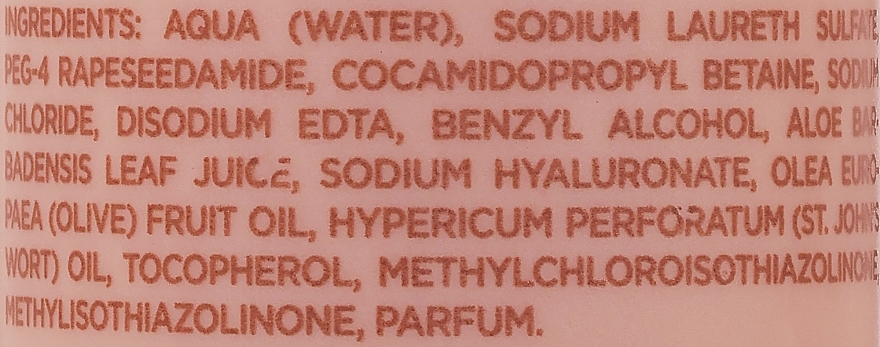 INGREDIENTS: AQUA (WATER), SODIUM LAURETH SULFATE,
PEG-4 RAPESEEDAMIDE, COCAMIDOPROPYL BETAINE, SODIUM
CHLORIDE, DISODIUM EDTA, BENZYL ALCOHOL, ALOE BAR-
BADENSIS LEAF JUICE, SODIUM HYALURONATE, OLEA EURO-
PAEA (OLIVE) FRUIT OIL, HYPERICUM PERFORATUM (ST. JOHN'S
WORT) OIL, TOCOPHEROL, METHYLCHLOROISOTHIAZOLINONE,
METHYLISOTHIAZOLINONE, PARFUM.